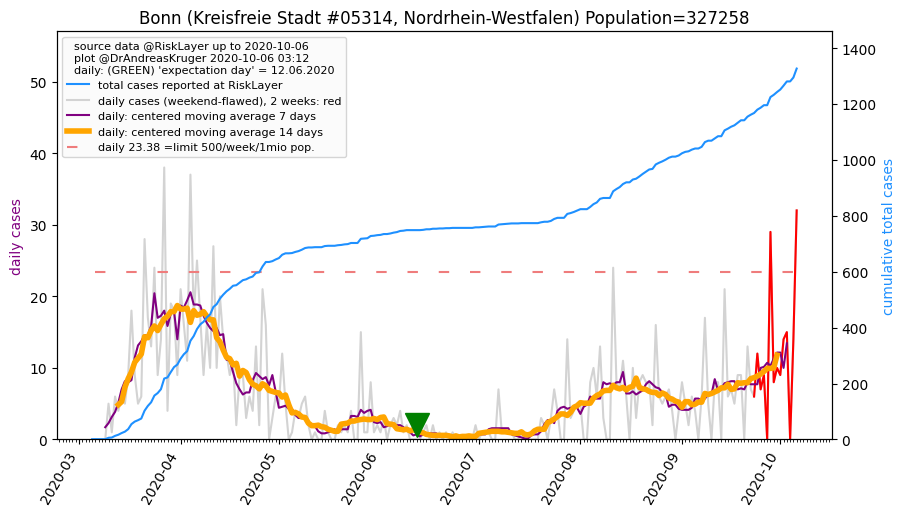 Bonn (Kreisfreie Stadt #05314, Nordrhein-Westfalen) Population=327258
source data @RiskLayer up to 2020-10-06
plot @DrAndreasKruger 2020-10-06 03:12
daily: (GREEN) 'expectation day' = 12.06.2020
total cases reported at RiskLayer
daily cases (weekend-flawed), 2 weeks: red
daily: centered moving average 7 days
daily: centered moving average 14 days
daily 23.38 =limit 500/week/1mio pop.
daily cases
50
40
30
20
10
0
cumulative total cases
1400
1200
1000
800
600
400
200
0
2020-03
2020-04
2020-05
2020-06
2020-07
2020-08
2020-09
2020-10